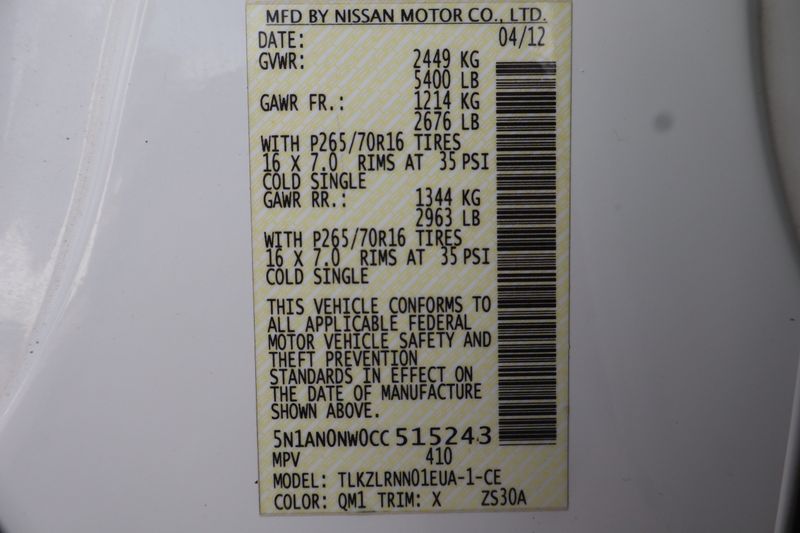 MFD BY NISSAN MOTOR CO., LTD.
DATE: 04/12
GVWR: 2449 KG
5400 LB
GAWR FR.: 1214 KG
2676 LB
WITH P265/70R16 TIRES
16 X 7.0 RIMS AT 35 PSI
COLD SINGLE
GAWR RR.: 1344 KG
2963 LB
WITH P265/70R16 TIRES
16 X 7.0 RIMS AT 35 PSI
COLD SINGLE
THIS VEHICLE CONFORMS TO
ALL APPLICABLE FEDERAL
MOTOR VEHICLE SAFETY AND
THEFT PREVENTION
STANDARDS IN EFFECT ON
THE DATE OF MANUFACTURE
SHOWN ABOVE.
5N1AN0NW0CC515243
MPV 410
MODEL: TLKZLRNN01EUA-1-CE
COLOR: QM1 TRIM: X ZS30A